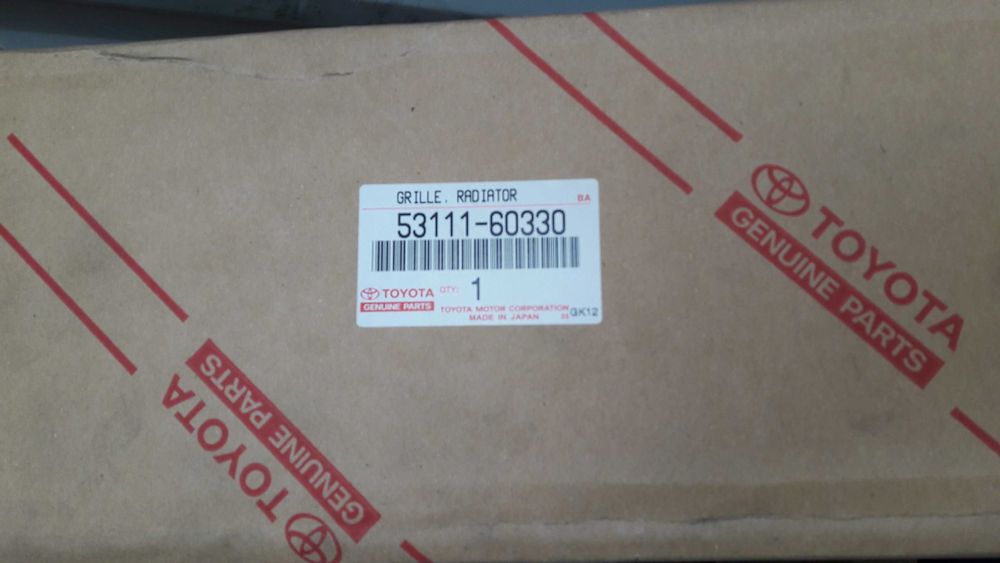 GRILLE, RADIATOR
BA
53111-60330
TOYOTA
GENUINE PARTS
QTY:
1
TOYOTA MOTOR CORPORATION
MADE IN JAPAN
GK12
TOYOTA
GENUINE PARTS
TOYOTA
GENUINE PARTS